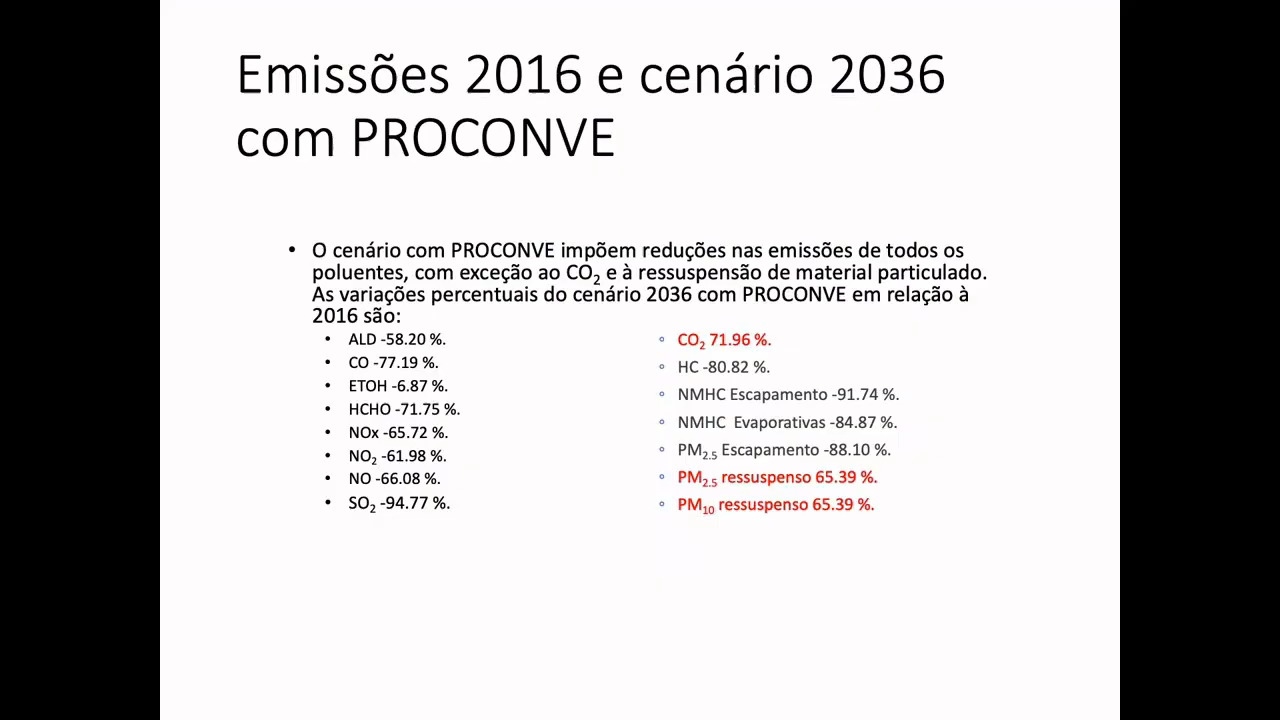 Emissões 2016 e cenário 2036
com PROCONVE
• O cenário com PROCONVE impõem reduções nas emissões de todos os
poluentes, com exceção ao CO₂ e à ressuspensão de material particulado.
As variações percentuais do cenário 2036 com PROCONVE em relação à
2016 são:
• ALD -58.20 %.
• CO -77.19 %.
• ETOH -6.87 %.
• HCHO -71.75 %.
• NOx -65.72 %.
• NO₂ -61.98 %.
• NO -66.08 %.
• SO₂ -94.77 %.
◦ CO₂ 71.96 %.
◦ HC -80.82 %.
◦ NMHC Escapamento -91.74 %.
◦ NMHC Evaporativas -84.87 %.
◦ PM₂.₅ Escapamento -88.10 %.
◦ PM₂.₅ ressuspenso 65.39 %.
◦ PM₁₀ ressuspenso 65.39 %.